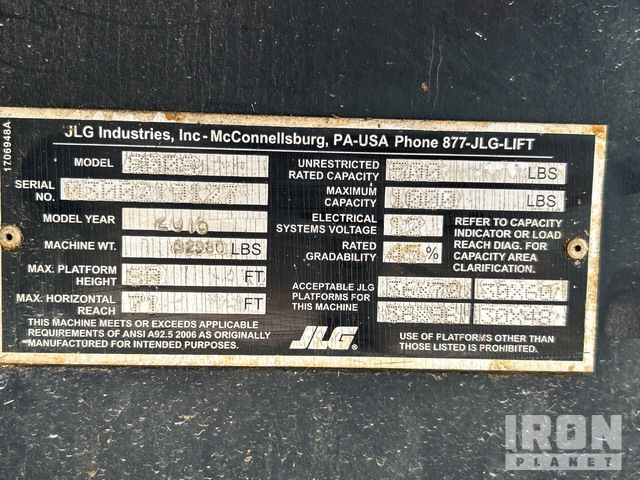 1706948A
JLG Industries, Inc - McConnellsburg, PA-USA Phone 877-JLG-LIFT
MODEL
SERIAL NO.
MODEL YEAR
MACHINE WT. LBS
MAX. PLATFORM HEIGHT FT
MAX. HORIZONTAL REACH 71 FT
THIS MACHINE MEETS OR EXCEEDS APPLICABLE
REQUIREMENTS OF ANSI A92.5 2006 AS ORIGINALLY
MANUFACTURED FOR INTENDED PURPOSES.
UNRESTRICTED RATED CAPACITY LBS
MAXIMUM CAPACITY LBS
ELECTRICAL SYSTEMS VOLTAGE 12
RATED GRADABILITY 45 %
REFER TO CAPACITY
INDICATOR OR LOAD
REACH DIAG. FOR
CAPACITY AREA
CLARIFICATION.
ACCEPTABLE JLG
PLATFORMS FOR
THIS MACHINE
JLG®
USE OF PLATFORMS OTHER THAN
THOSE LISTED IS PROHIBITED.
IRON
PLANET